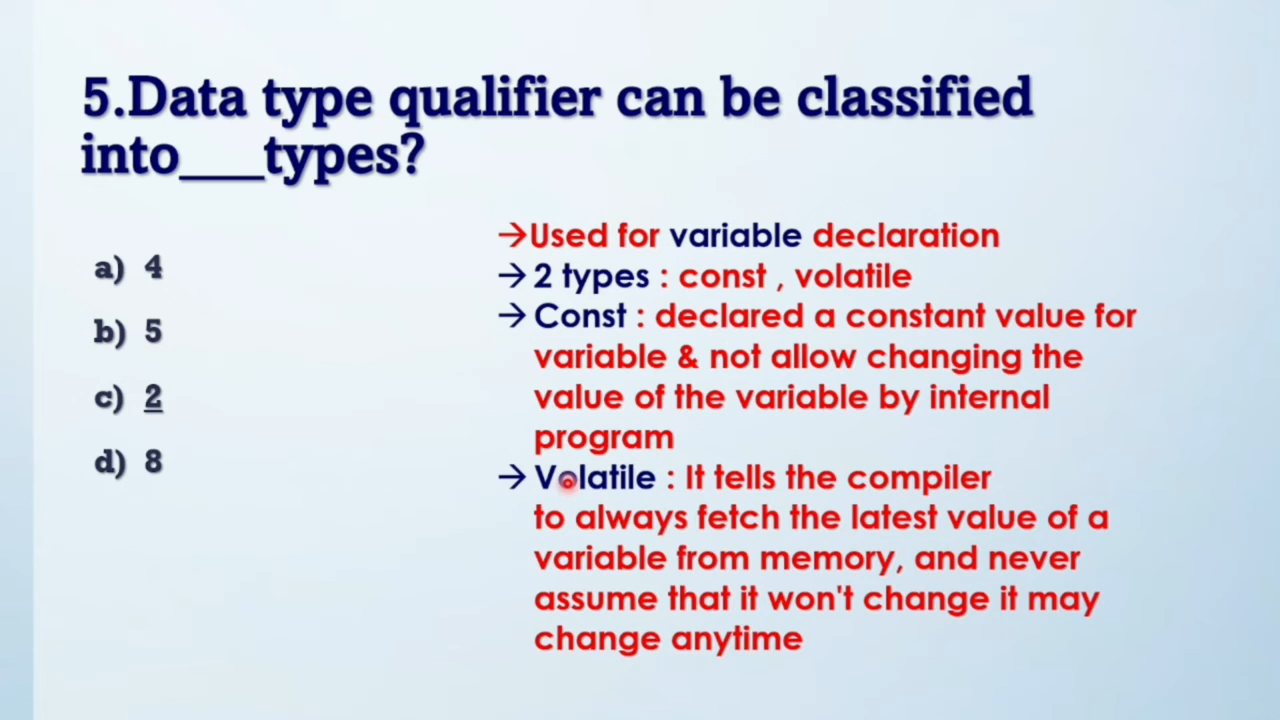 5.Data type qualifier can be classified
into___types?
a) 4
b) 5
c) 2
d) 8
→Used for variable declaration
→ 2 types : const , volatile
→ Const : declared a constant value for
variable & not allow changing the
value of the variable by internal
program
→ Volatile : It tells the compiler
to always fetch the latest value of a
variable from memory, and never
assume that it won't change it may
change anytime